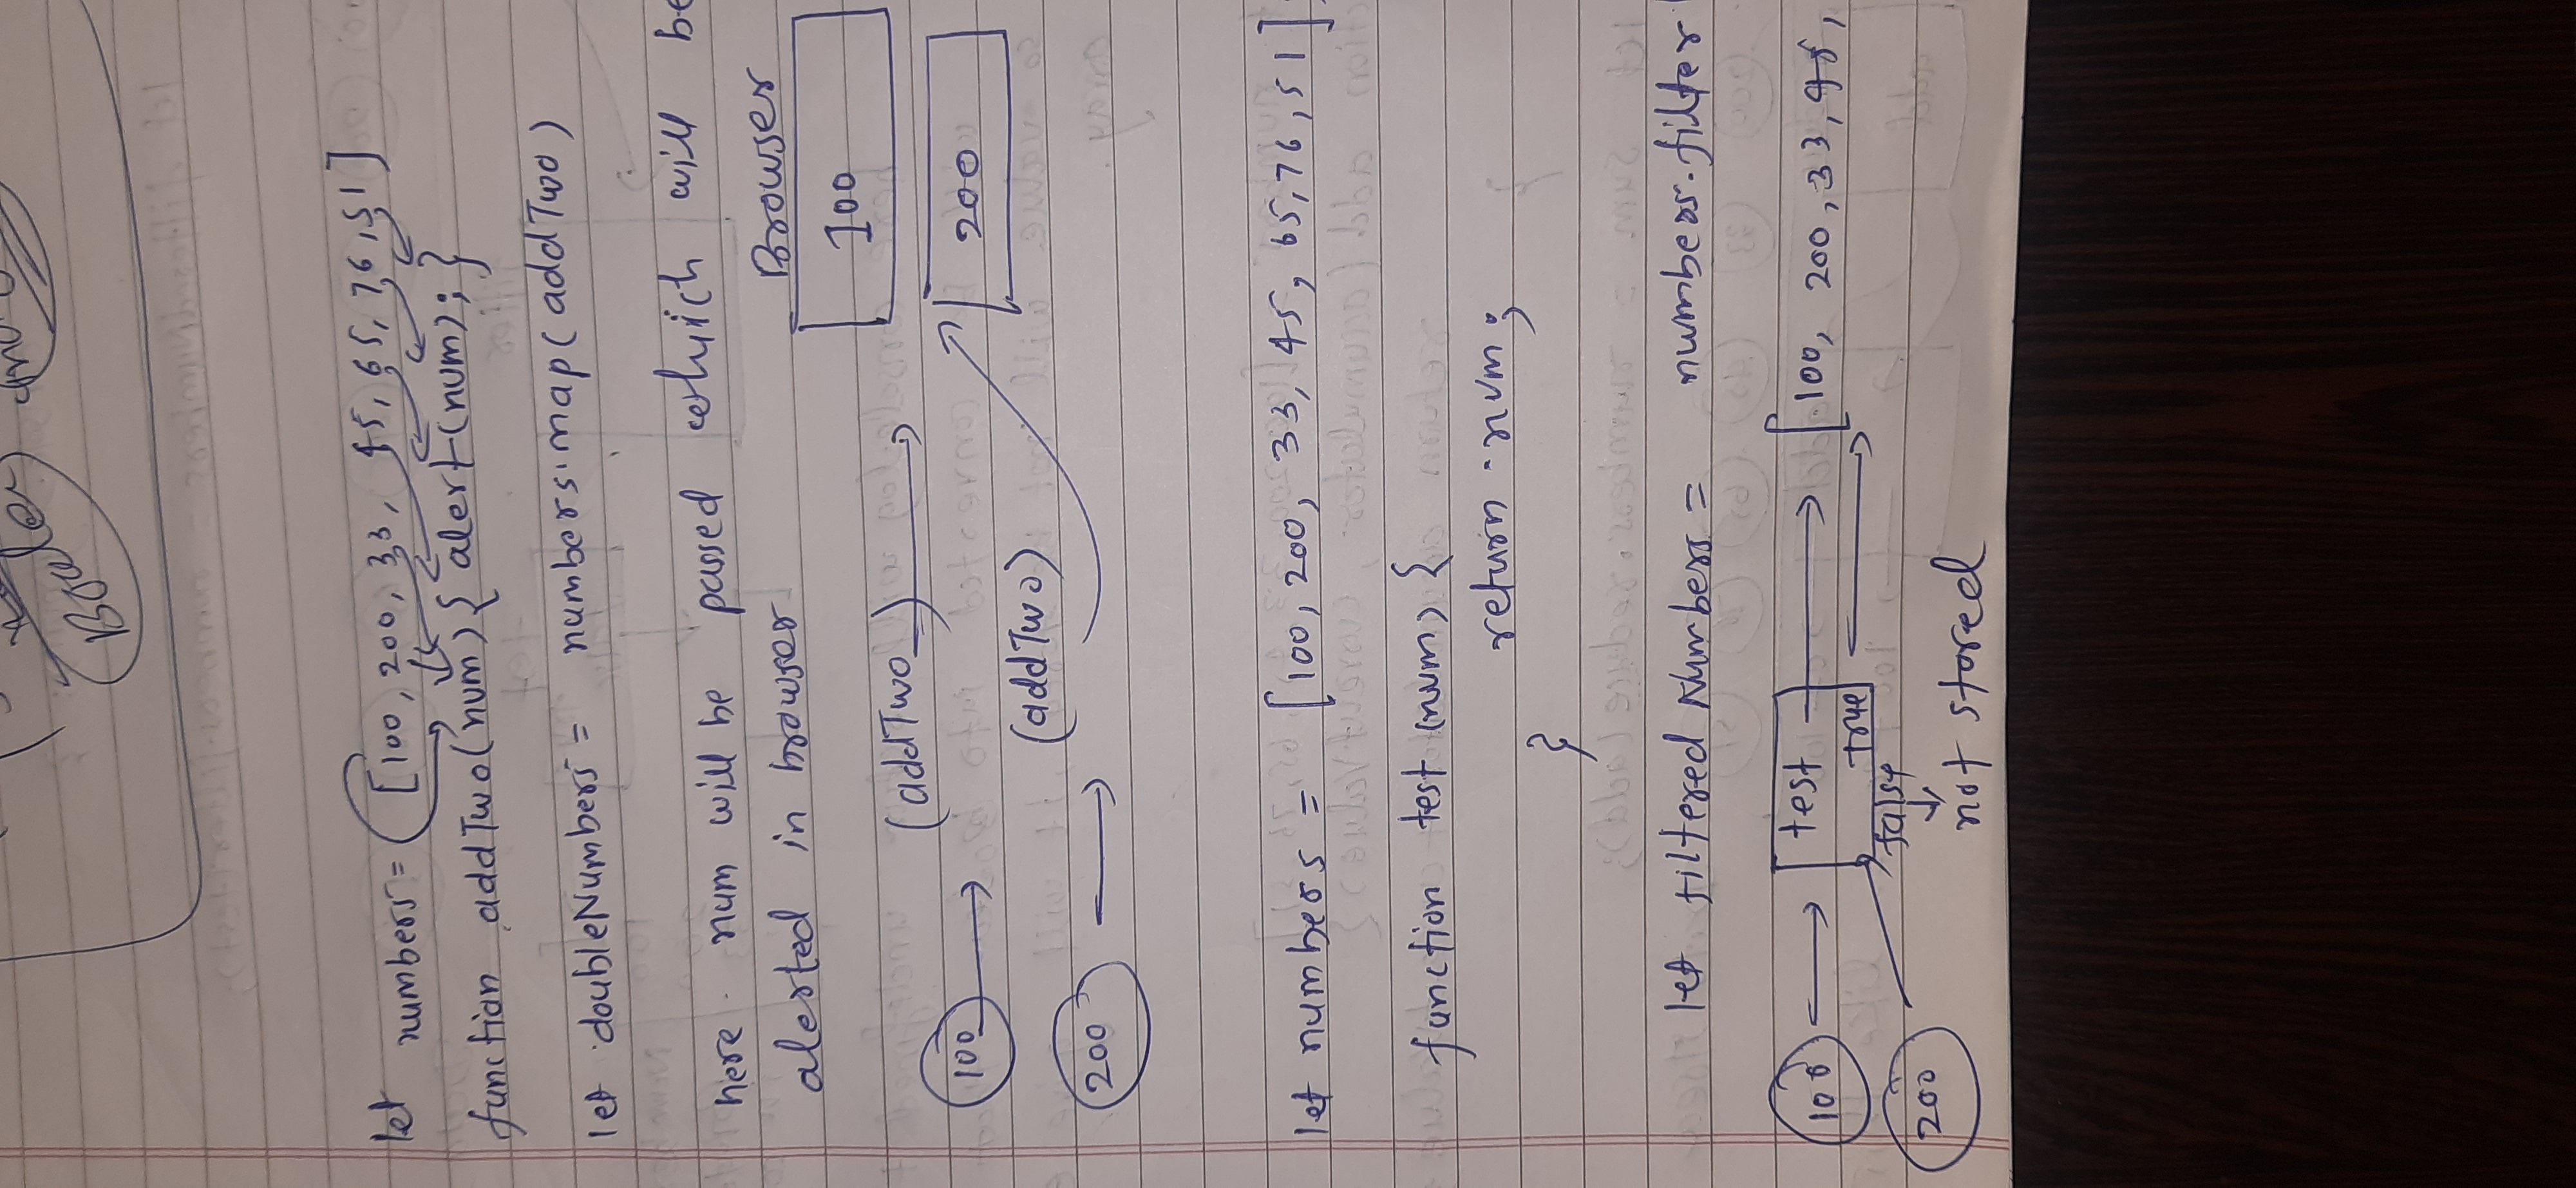 let numbers = [100, 200, 33, 45, 65, 76, 51]
function addTwo(num) { alert(num); }
let doubleNumbers = numbers.map(addTwo)
here num will be passed which will be
alerted in browser
Browser
100
(addTwo)
100
200
(addTwo)
200
let numbers = [100, 200, 33, 45, 65, 76, 51]
function test (num) {
return num;
}
let filtered Numbers = numbers.filter
100 test [100, 200, 33, 45,
true
false
200
not stored